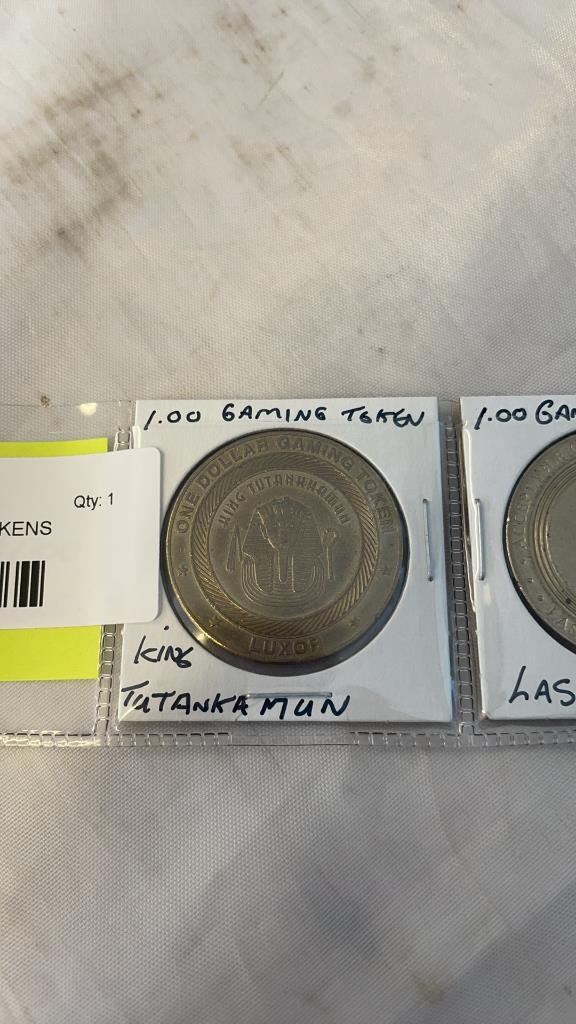 1.00 GAMING TOKEN
1.00 GAM
Qty: 1
KENS
ONE DOLLAR GAMING TOKEN
KING TUTANKHAMUN
LUXOR
King
TUTANKAMUN
LAS